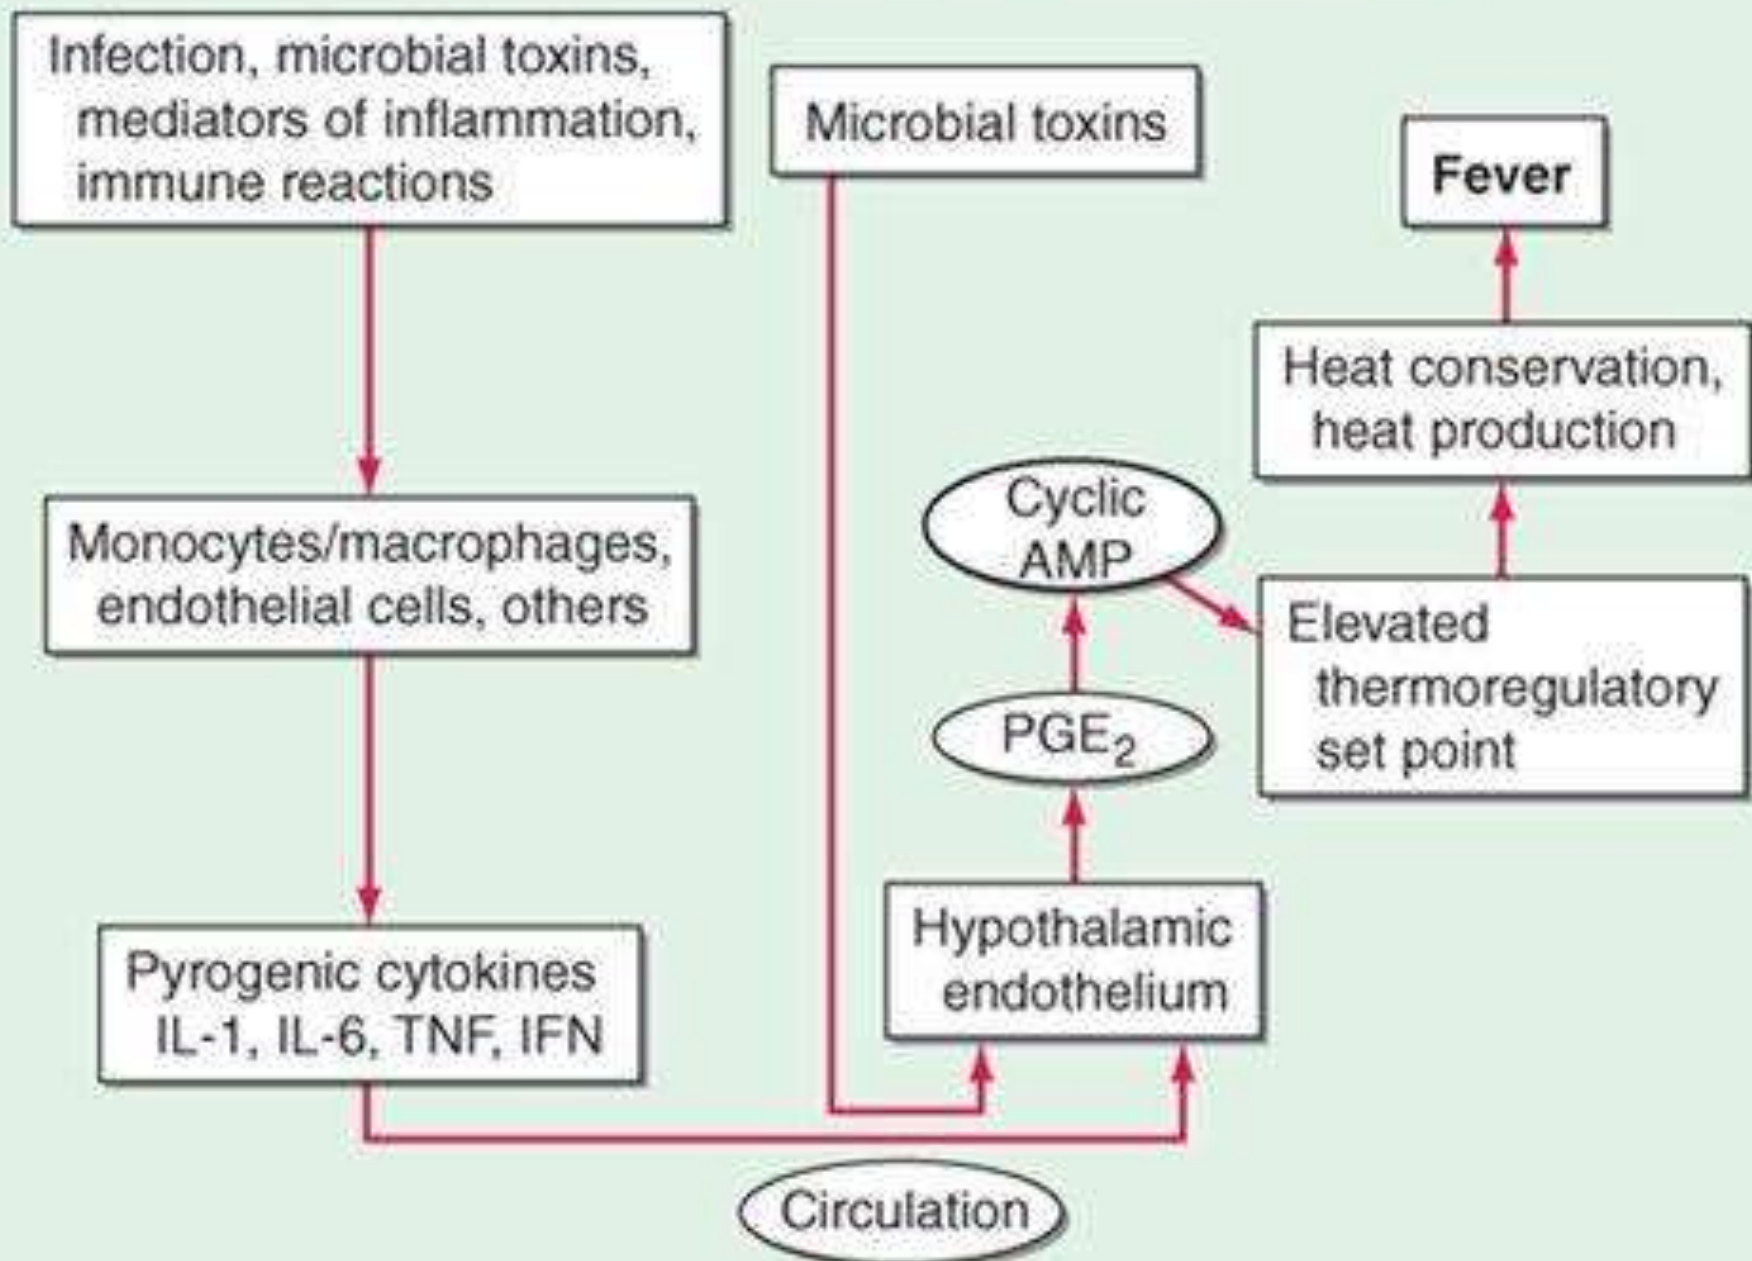 Infection, microbial toxins,
mediators of inflammation,
immune reactions
Microbial toxins
Fever
Heat conservation,
heat production
Cyclic
AMP
Monocytes/macrophages,
endothelial cells, others
Elevated
thermoregulatory
set point
PGE₂
Hypothalamic
endothelium
Pyrogenic cytokines
IL-1, IL-6, TNF, IFN
Circulation